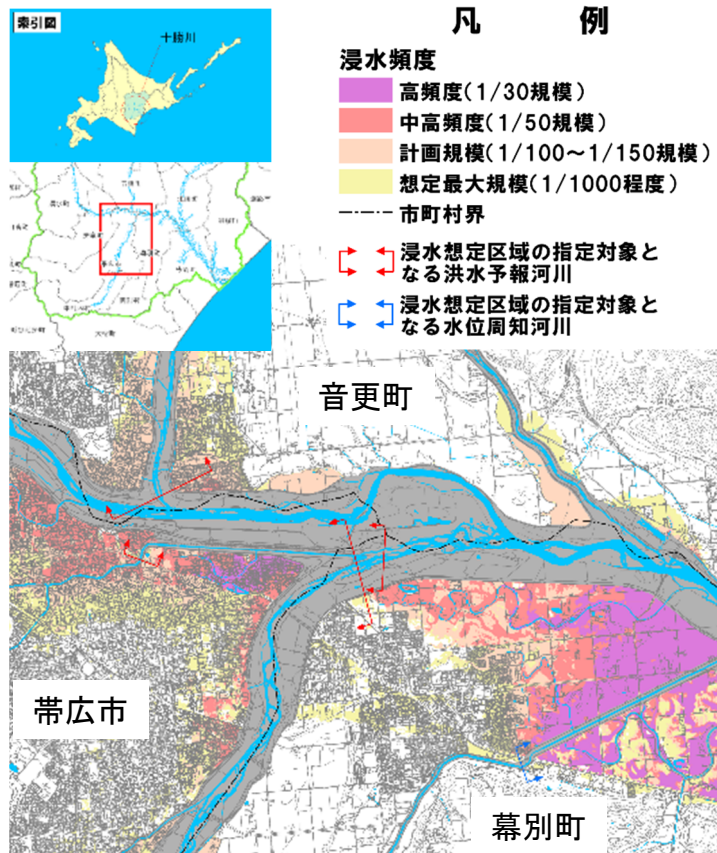 索引図
十勝川
凡 例
浸水頻度
高頻度(1/30規模)
中高頻度(1/50規模)
計画規模(1/100～1/150規模)
想定最大規模(1/1000程度)
市町村界
浸水想定区域の指定対象と
なる洪水予報河川
浸水想定区域の指定対象と
なる水位周知河川
音更町
帯広市
幕別町